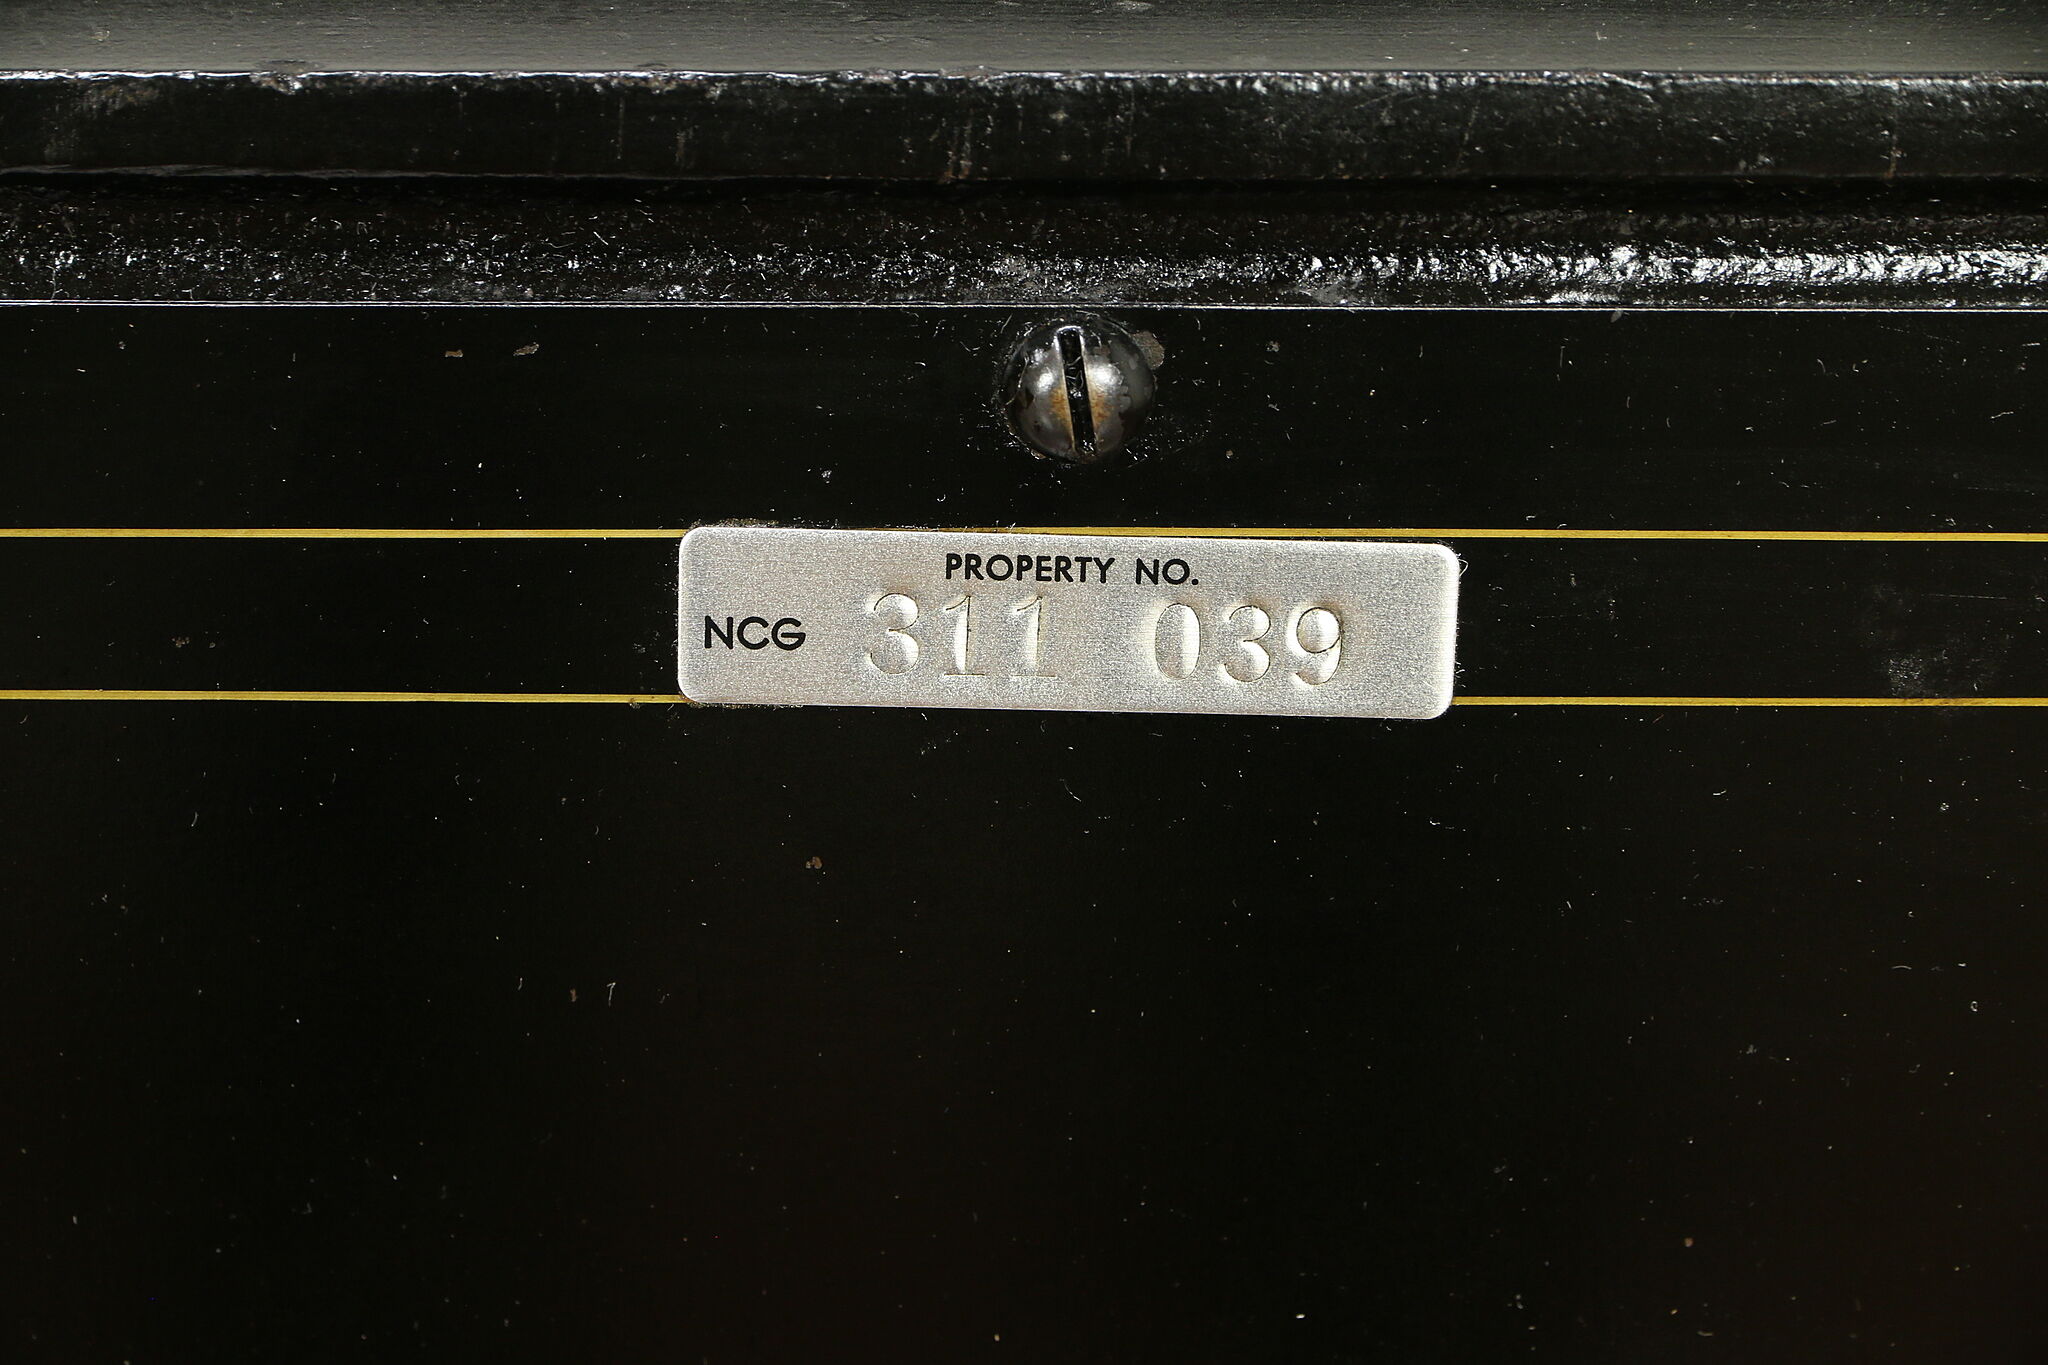 PROPERTY NO.
NCG 311 039